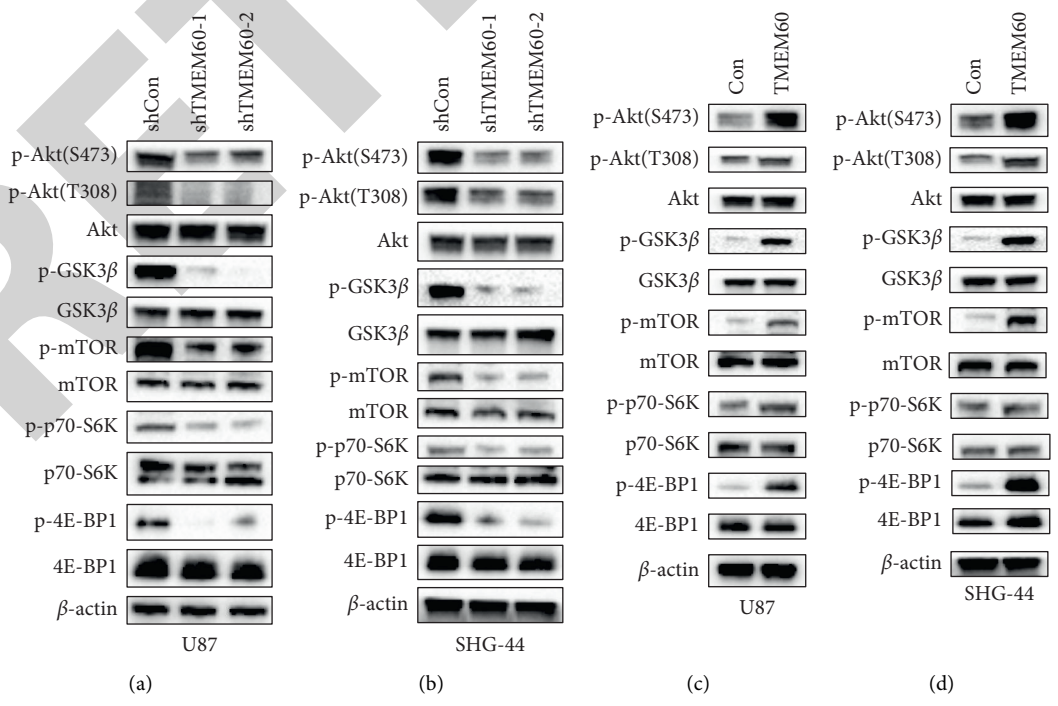 shCon
shTMEM60-1
shTMEM60-2
p-Akt(S473)
p-Akt(T308)
Akt
p-GSK3β
GSK3β
p-mTOR
mTOR
p-p70-S6K
p70-S6K
p-4E-BP1
4E-BP1
β-actin
U87
(a)
shCon
shTMEM60-1
shTMEM60-2
p-Akt(S473)
p-Akt(T308)
Akt
p-GSK3β
GSK3β
p-mTOR
mTOR
p-p70-S6K
p70-S6K
p-4E-BP1
4E-BP1
β-actin
SHG-44
(b)
Con
TMEM60
p-Akt(S473)
p-Akt(T308)
Akt
p-GSK3β
GSK3β
p-mTOR
mTOR
p-p70-S6K
p70-S6K
p-4E-BP1
4E-BP1
β-actin
U87
(c)
Con
TMEM60
p-Akt(S473)
p-Akt(T308)
Akt
p-GSK3β
GSK3β
p-mTOR
mTOR
p-p70-S6K
p70-S6K
p-4E-BP1
4E-BP1
β-actin
SHG-44
(d)